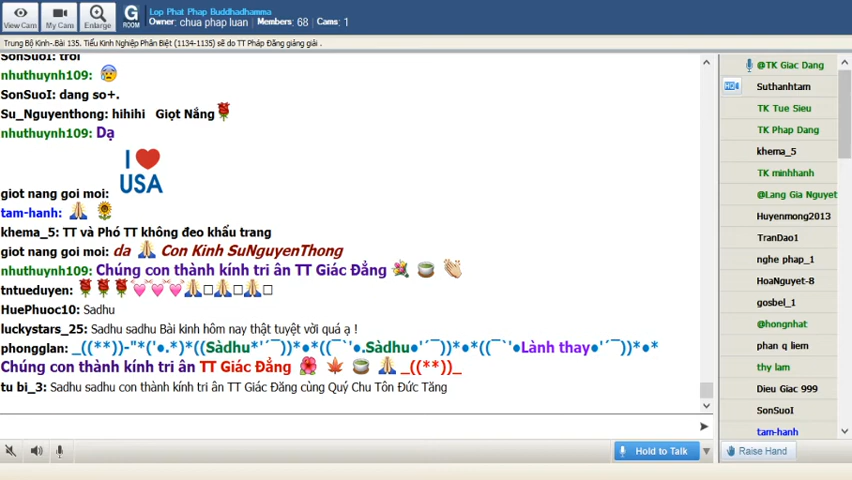 View Cam
My Cam
Enlarge
G
ROOM
Lop Phat Phap Buddhadhamma
Owner: chua phap luan Members: 68 Cams: 1
Trung Bộ Kinh-.Bài 135. Tiểu Kinh Nghiệp Phân Biệt (1134-1135) sẽ do TT Pháp Đăng giảng giải .
SonSuoI: troi
nhuthuynh109:
SonSuoI: dang so+.
Su_Nguyenthong: hihihi Giọt Nắng
nhuthuynh109: Dạ
I
USA
giot nang goi moi:
tam-hanh:
khema_5: TT và Phó TT không đeo khẩu trang
giot nang goi moi: da Con Kinh SuNguyenThong
nhuthuynh109: Chúng con thành kính tri ân TT Giác Đẳng
tntueduyen:
HuePhuoc10: Sadhu
luckystars_25: Sadhu sadhu Bài kinh hôm nay thật tuyệt vời quá ạ !
phongglan: _((**))-"*('●.*)*((Sàdhu*'´¯))*●*((¯`'●.Sàdhu●'´¯))*●*((¯`'●Lành thay●'´¯))*●*
Chúng con thành kính tri ân TT Giác Đẳng _((**))_
tu bi_3: Sadhu sadhu con thành kính tri ân TT Giác Đăng cùng Quý Chu Tôn Đức Tăng
Hold to Talk
@TK Giac Dang
Suthanhtam
TK Tue Sieu
TK Phap Dang
khema_5
TK minhhanh
@Lang Gia Nguyet
Huyenmong2013
TranDao1
nghe phap_1
HoaNguyet-8
gosbel_1
@hongnhat
phan q liem
thy lam
Dieu Giac 999
SonSuoI
tam-hanh
Raise Hand